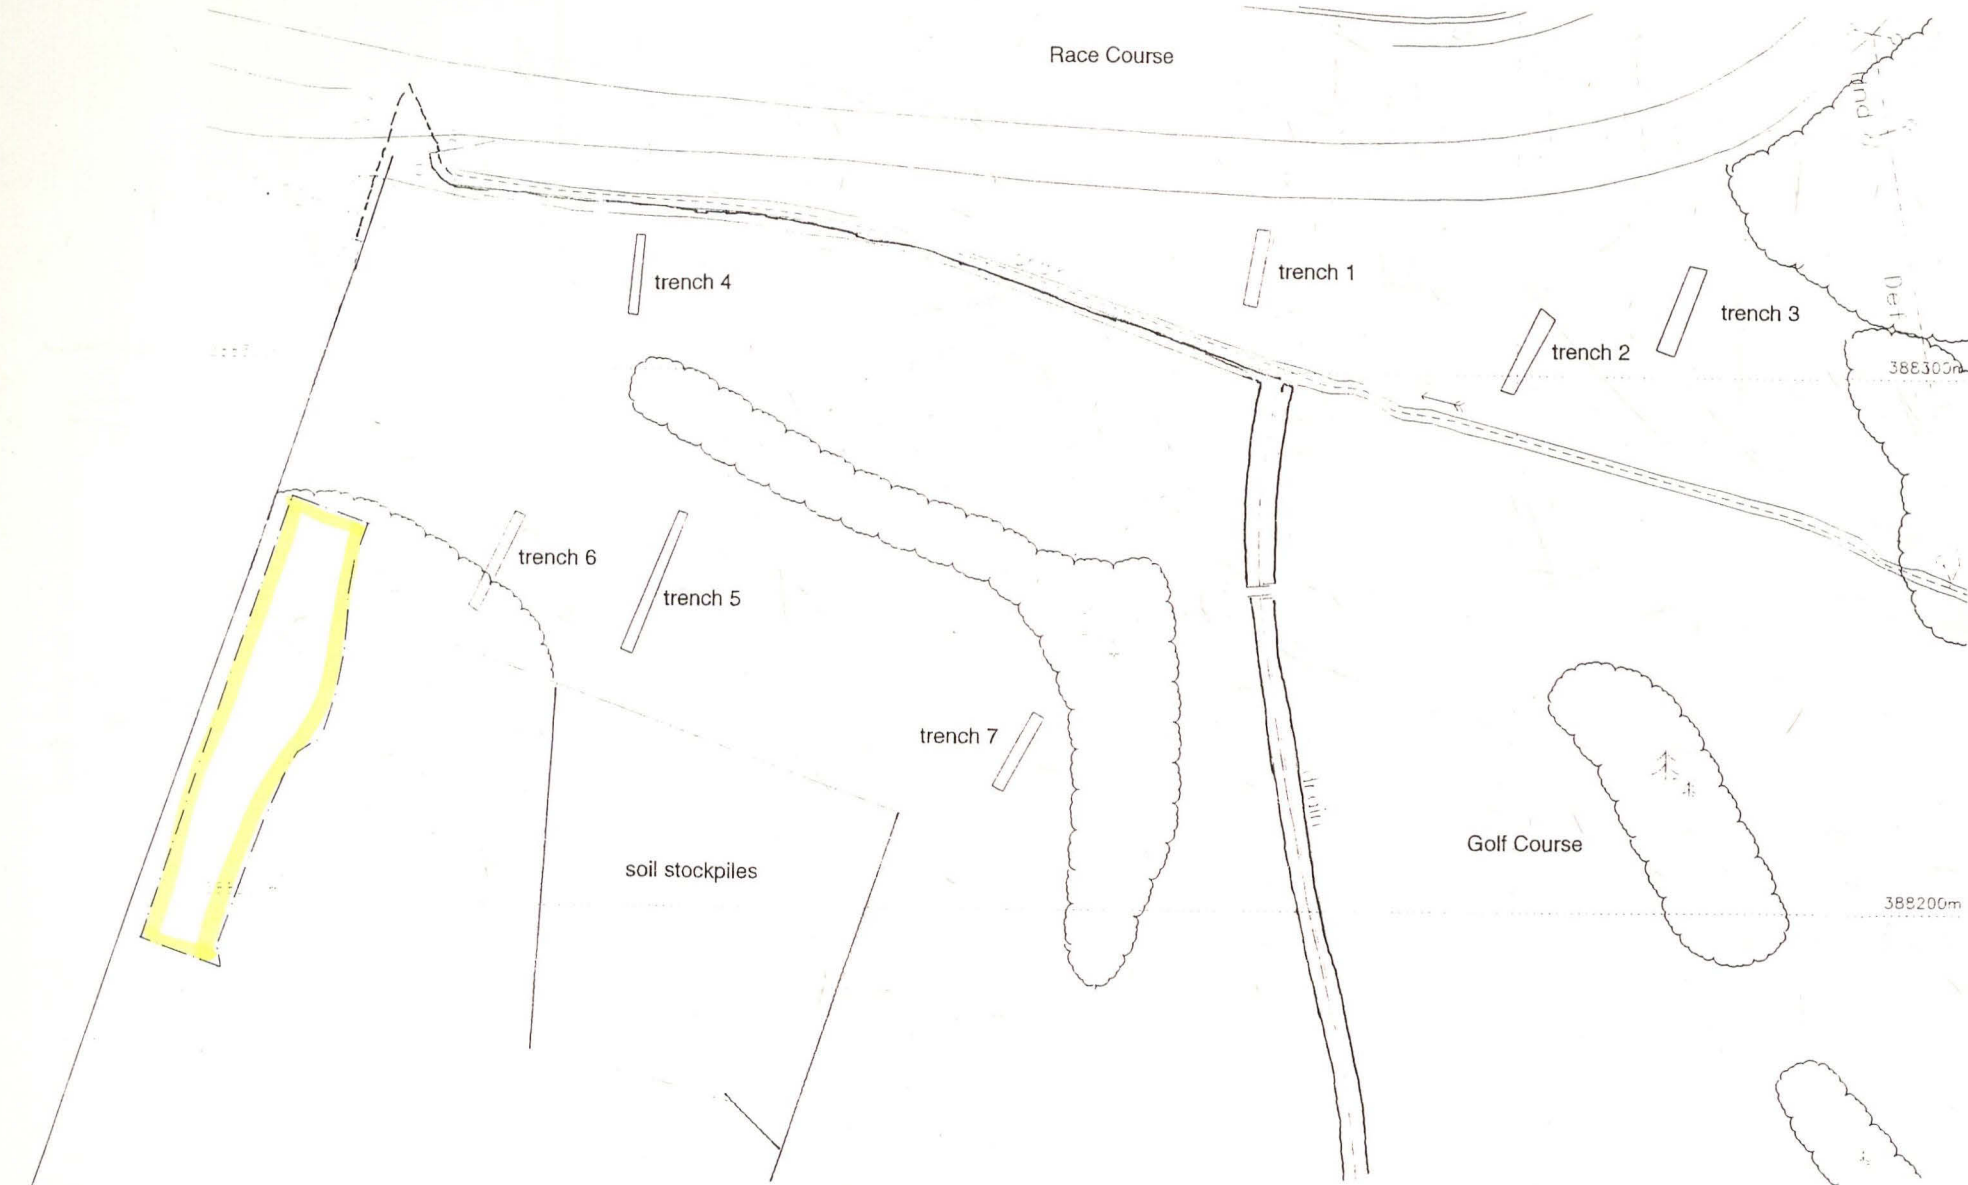 Race Course
trench 4
trench 1
trench 3
trench 2
388300m
trench 6
trench 5
trench 7
Golf Course
soil stockpiles
388200m